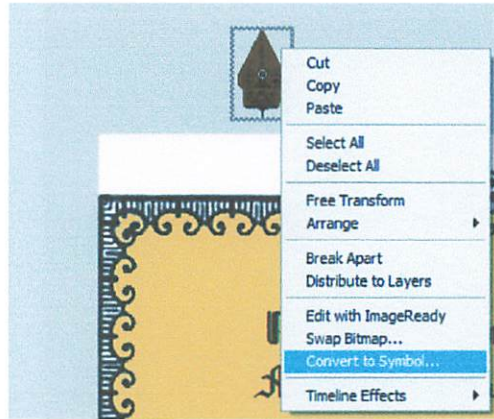 Cut
Copy
Paste
Select All
Deselect All
Free Transform
Arrange
Break Apart
Distribute to Layers
Edit with ImageReady
Swap Bitmap...
Convert to Symbol...
Timeline Effects